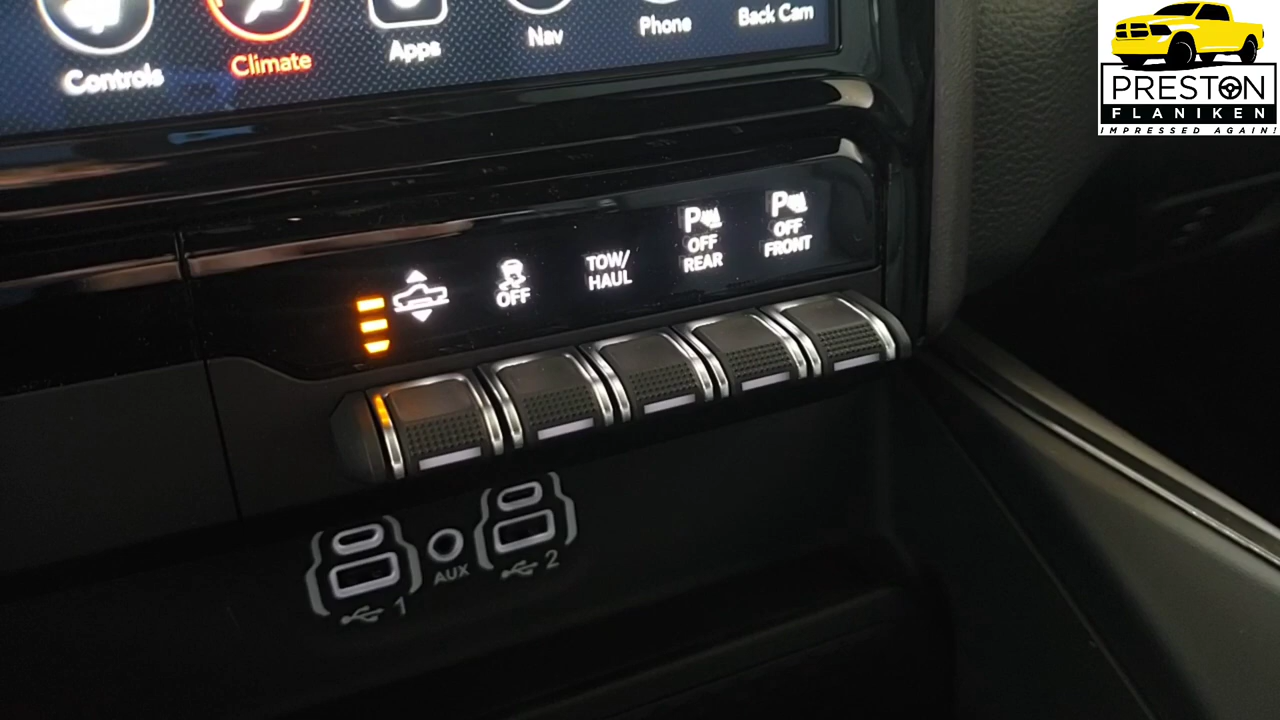 Controls
Climate
Apps
Nav
Phone
Back Cam
PRESTON
FLANIKEN
IMPRESSED AGAIN!
OFF
TOW/
HAUL
P
OFF
REAR
P
OFF
FRONT
1
AUX
2